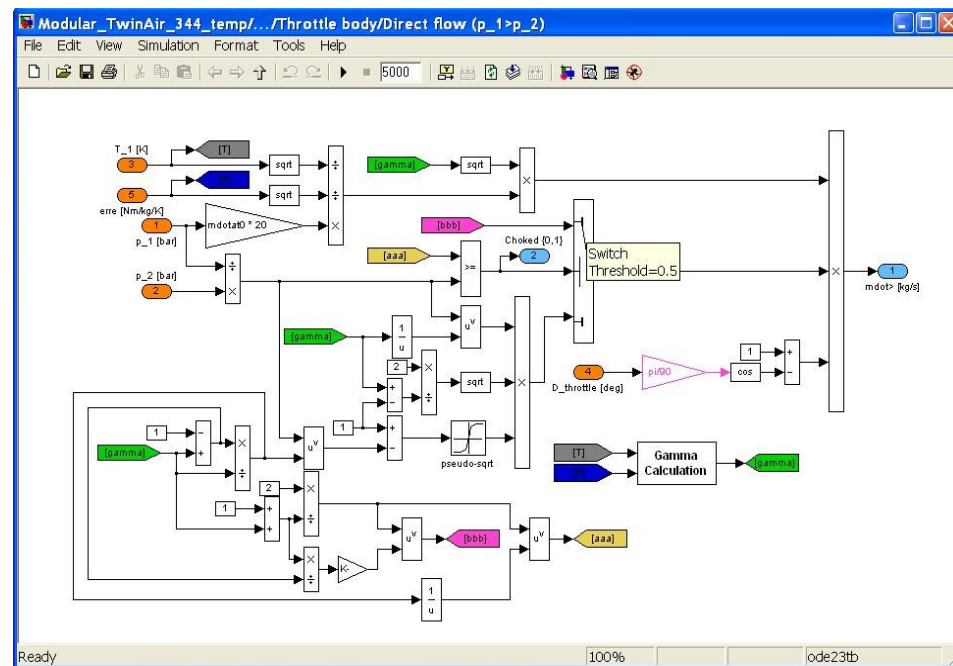 Modular_TwinAir_344_temp/.../Throttle body/Direct flow (p_1>p_2)
File Edit View Simulation Format Tools Help
5000
T_1 [K]
3
[T]
sqrt
÷
[gamma]
sqrt
×
5
sqrt
÷
erre [Nm/kg/K]
1
mdotat0 * 20
×
p_1 [bar]
[bbb]
Choked {0,1}
2
[aaa]
>=
Switch
Threshold=0.5
p_2 [bar]
2
÷
×
×
1
mdot> [kg/s]
[gamma]
1
u
u^v
2
×
÷
sqrt
×
+
−
1
+
−
pseudo-sqrt
4
D_throttle [deg]
pi/90
cos
1
+
−
1
−
+
[gamma]
×
÷
u^v
[T]
Gamma
Calculation
[gamma]
2
×
÷
1
+
+
u^v
[bbb]
u^v
[aaa]
×
÷
K-
1
u
Ready
100%
ode23tb